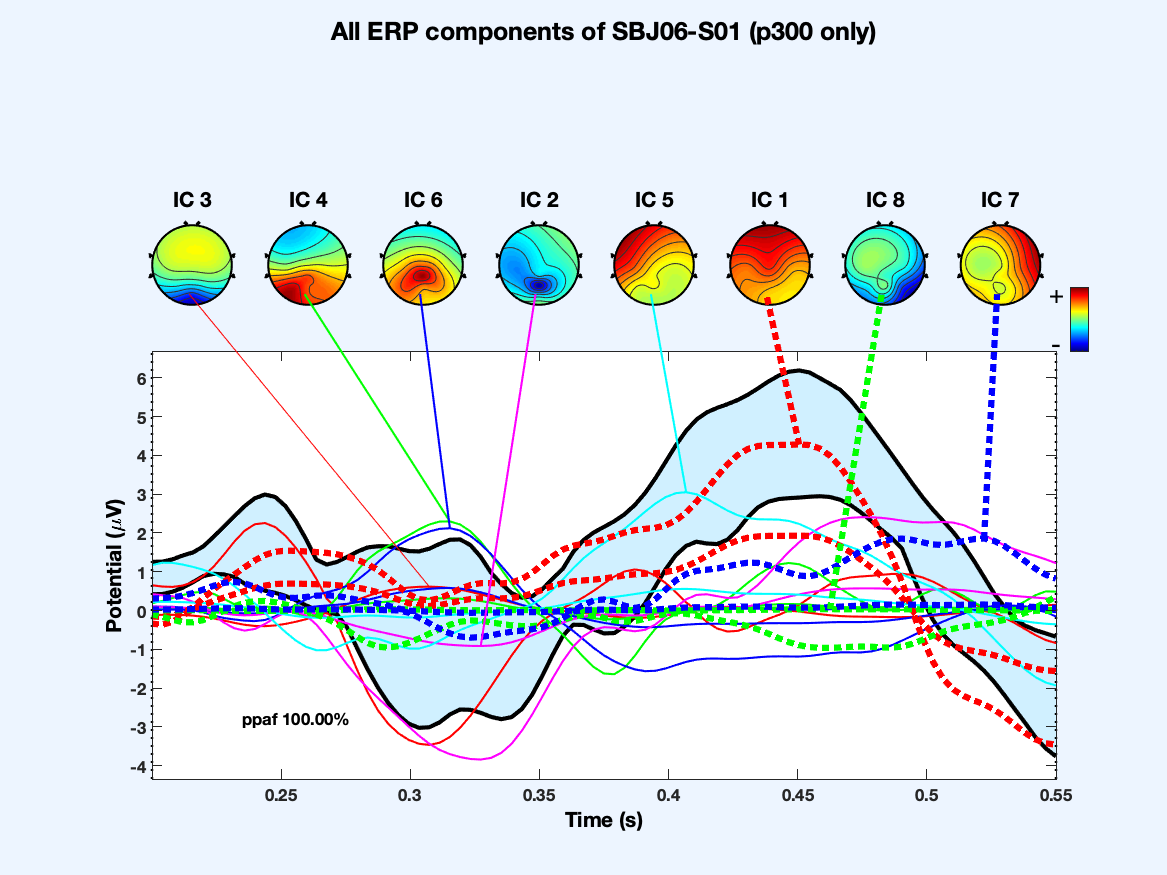 All ERP components of SBJ06-S01 (p300 only)
IC 3 IC 4 IC 6 IC 2 IC 5 IC 1 IC 8 IC 7
+
-
6
5
4
3
2
1
0
-1
-2
-3
-4
Potential (μV)
ppaf 100.00%
0.25 0.3 0.35 0.4 0.45 0.5 0.55
Time (s)